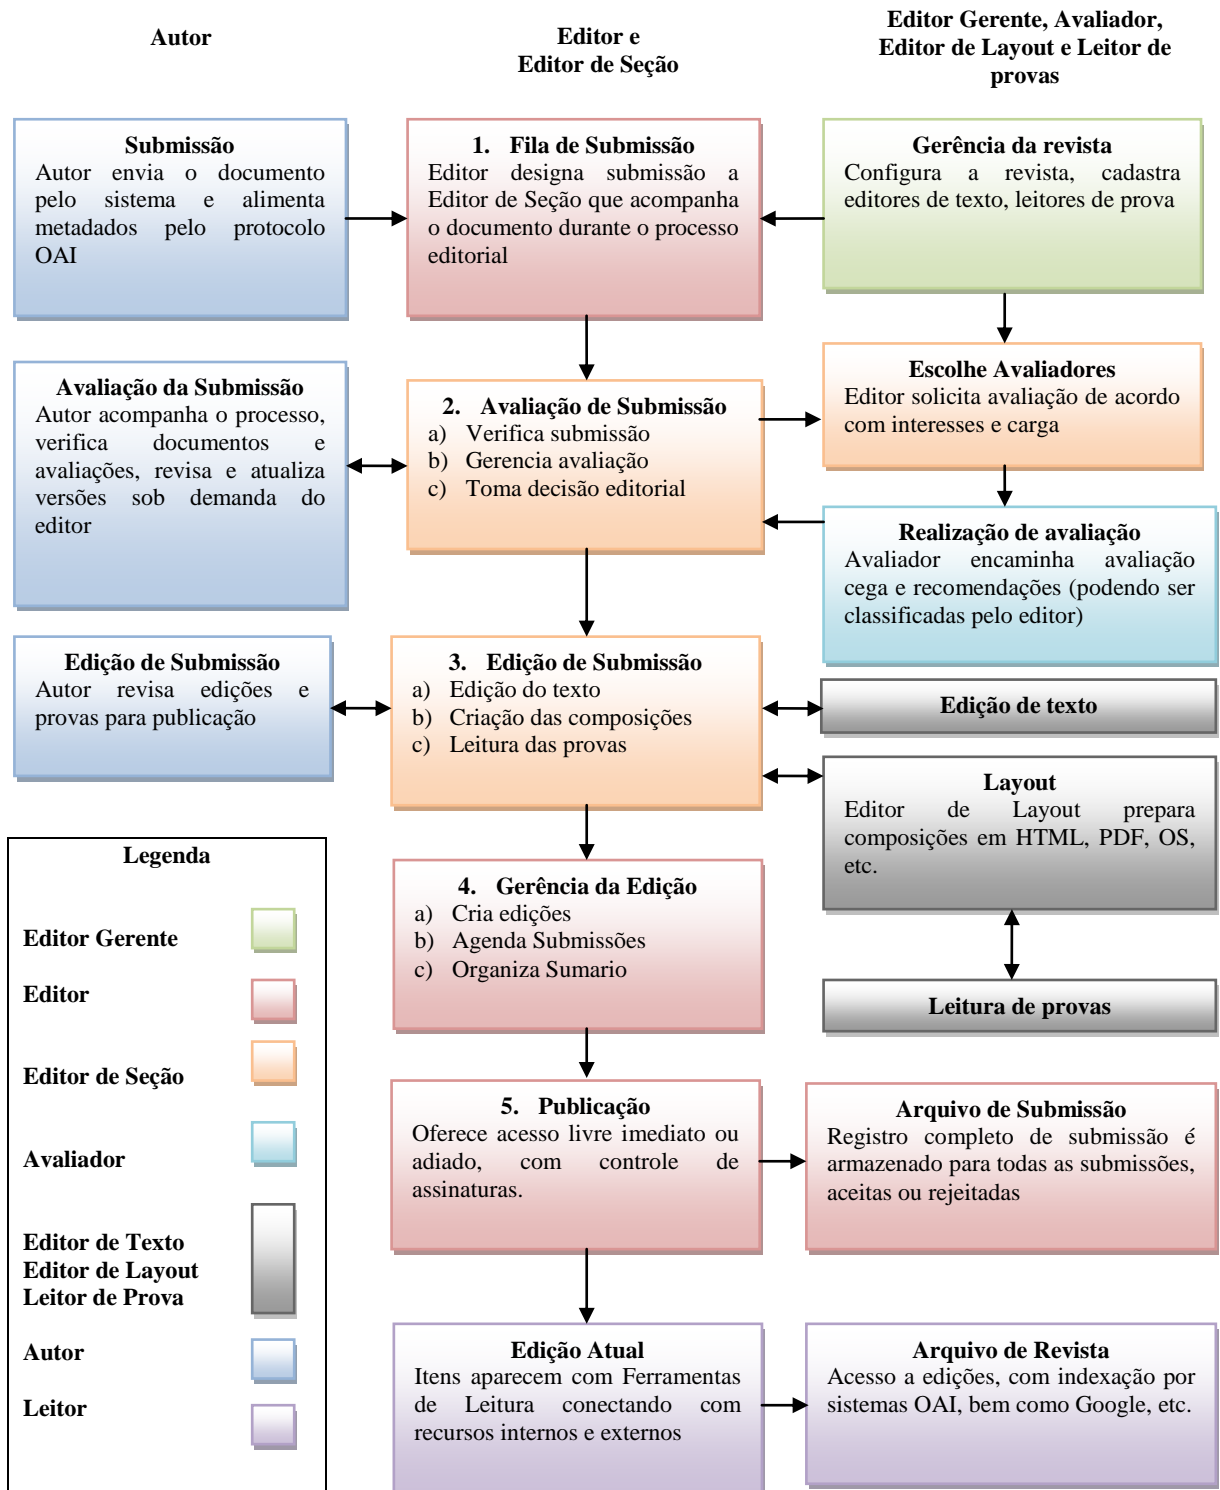 Autor
Editor e
Editor de Seção
Editor Gerente, Avaliador,
Editor de Layout e Leitor de
provas
Submissão
Autor envia o documento
pelo sistema e alimenta
metadados pelo protocolo
OAI
1. Fila de Submissão
Editor designa submissão a
Editor de Seção que acompanha
o documento durante o processo
editorial
Gerência da revista
Configura a revista, cadastra
editores de texto, leitores de prova
Avaliação da Submissão
Autor acompanha o processo,
verifica documentos e
avaliações, revisa e atualiza
versões sob demanda do
editor
2. Avaliação de Submissão
a) Verifica submissão
b) Gerencia avaliação
c) Toma decisão editorial
Escolhe Avaliadores
Editor solicita avaliação de acordo
com interesses e carga
Realização de avaliação
Avaliador encaminha avaliação
cega e recomendações (podendo ser
classificadas pelo editor)
Edição de Submissão
Autor revisa edições e
provas para publicação
3. Edição de Submissão
a) Edição do texto
b) Criação das composições
c) Leitura das provas
Edição de texto
Layout
Editor de Layout prepara
composições em HTML, PDF, OS,
etc.
Leitura de provas
4. Gerência da Edição
a) Cria edições
b) Agenda Submissões
c) Organiza Sumario
5. Publicação
Oferece acesso livre imediato ou
adiado, com controle de
assinaturas.
Arquivo de Submissão
Registro completo de submissão é
armazenado para todas as submissões,
aceitas ou rejeitadas
Edição Atual
Itens aparecem com Ferramentas
de Leitura conectando com
recursos internos e externos
Arquivo de Revista
Acesso a edições, com indexação por
sistemas OAI, bem como Google, etc.
Legenda
Editor Gerente
Editor
Editor de Seção
Avaliador
Editor de Texto
Editor de Layout
Leitor de Prova
Autor
Leitor